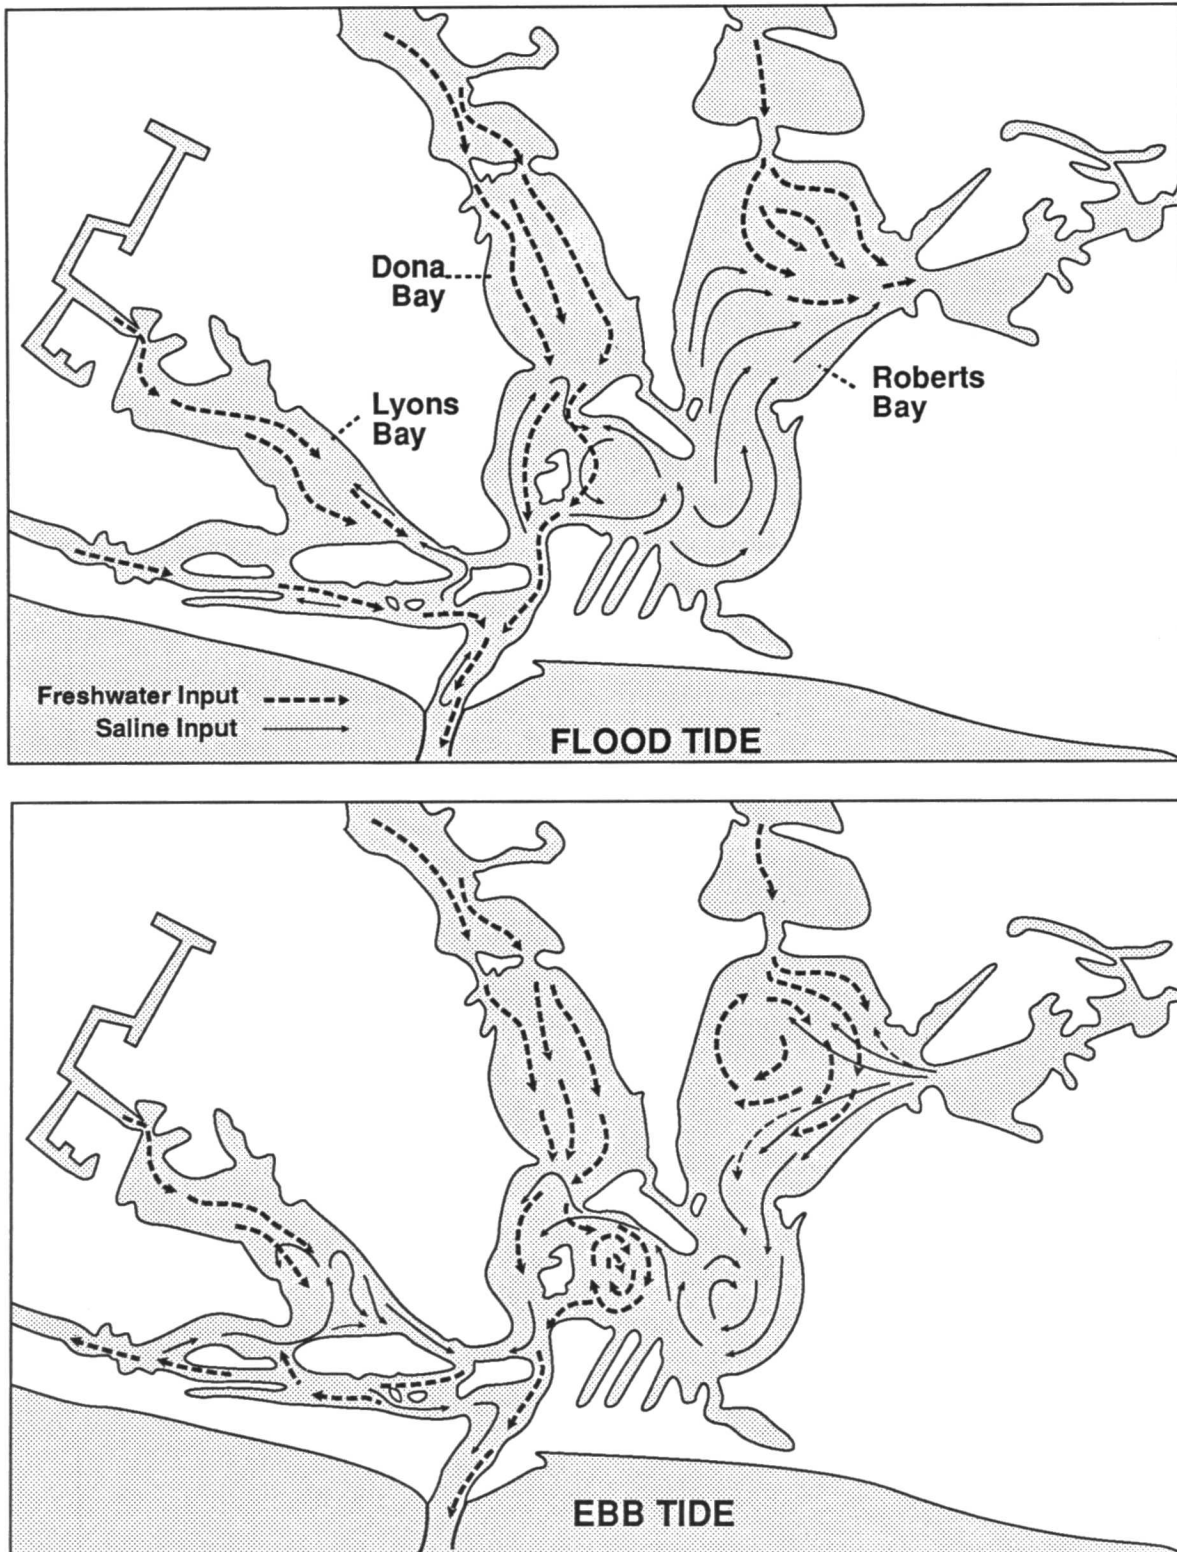 Dona
Bay
Lyons
Bay
Roberts
Bay
Freshwater Input
Saline Input
FLOOD TIDE
EBB TIDE